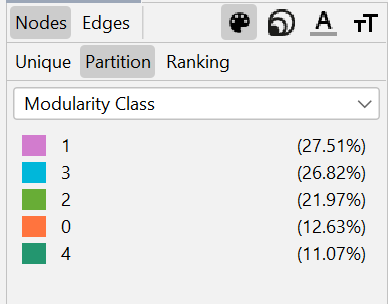 Nodes Edges A TT
Unique Partition Ranking
Modularity Class
1 (27.51%)
3 (26.82%)
2 (21.97%)
0 (12.63%)
4 (11.07%)